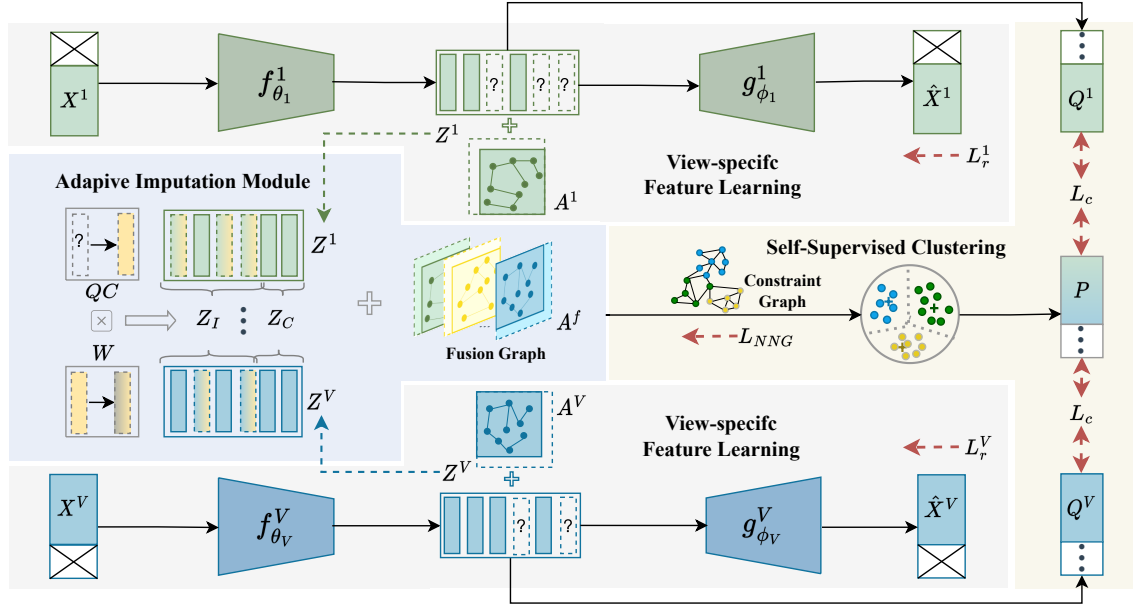 X^1
f^1_{θ_1}
? ? ?
g^1_{ϕ_1}
X̂^1
Q^1
Z^1
A^1
View-specifc
Feature Learning
L^1_r
L_c
Adapive Imputation Module
?
QC
Z^1
Z_I
Z_C
W
Z^V
...
A^f
Fusion Graph
Self-Supervised Clustering
Constraint
Graph
L_{NNG}
P
L_c
A^V
View-specifc
Feature Learning
L^V_r
Z^V
X^V
f^V_{θ_V}
? ?
g^V_{ϕ_V}
X̂^V
Q^V